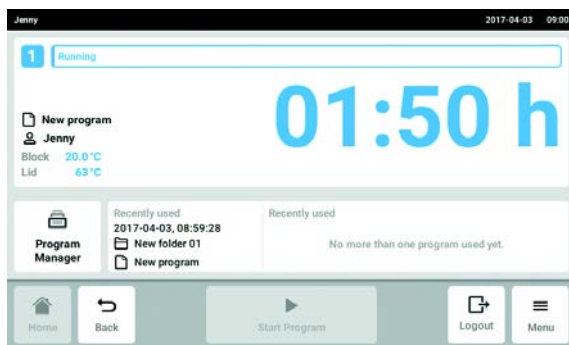 Jenny 2017-04-03 09:00
1 Running
01:50 h
New program
Jenny
Block 20.0°C
Lid 63°C
Program
Manager
Recently used
2017-04-03, 08:59:28
New folder 01
New program
Recently used
No more than one program used yet.
Home
Back
Start Program
Logout
Menu